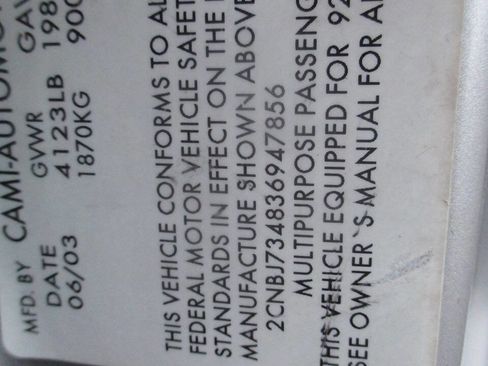 MFD. BY CAMI-AUTOMO
DATE GVWR GAW
06/03 4123LB 198
1870KG 900
THIS VEHICLE CONFORMS TO AL
FEDERAL MOTOR VEHICLE SAFET
STANDARDS IN EFFECT ON THE
MANUFACTURE SHOWN ABOVE
2CNBJ734836947856
MULTIPURPOSE PASSENG
THIS VEHICLE EQUIPPED FOR 92
SEE OWNER'S MANUAL FOR